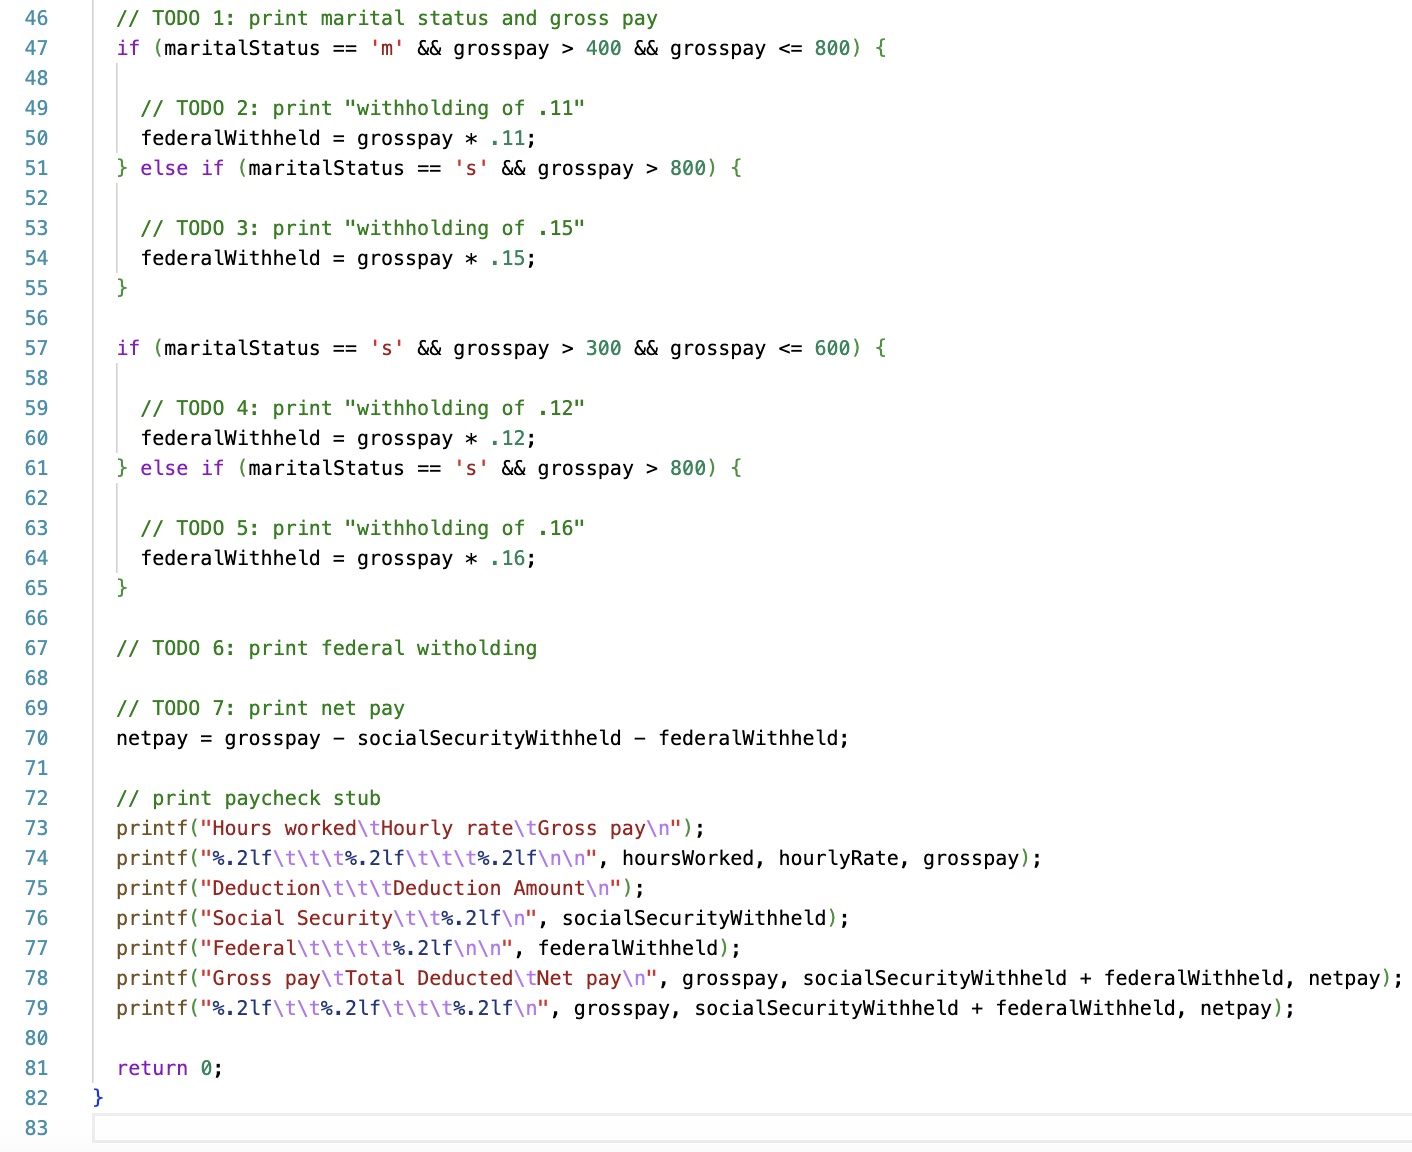 46 // TODO 1: print marital status and gross pay
47 if (maritalStatus == 'm' && grosspay > 400 && grosspay <= 800) {
48
49 // TODO 2: print "withholding of .11"
50 federalWithheld = grosspay * .11;
51 } else if (maritalStatus == 's' && grosspay > 800) {
52
53 // TODO 3: print "withholding of .15"
54 federalWithheld = grosspay * .15;
55 }
56
57 if (maritalStatus == 's' && grosspay > 300 && grosspay <= 600) {
58
59 // TODO 4: print "withholding of .12"
60 federalWithheld = grosspay * .12;
61 } else if (maritalStatus == 's' && grosspay > 800) {
62
63 // TODO 5: print "withholding of .16"
64 federalWithheld = grosspay * .16;
65 }
66
67 // TODO 6: print federal witholding
68
69 // TODO 7: print net pay
70 netpay = grosspay - socialSecurityWithheld - federalWithheld;
71
72 // print paycheck stub
73 printf("Hours worked\tHourly rate\tGross pay\n");
74 printf("%.2lf\t\t\t%.2lf\t\t\t%.2lf\n\n", hoursWorked, hourlyRate, grosspay);
75 printf("Deduction\t\t\tDeduction Amount\n");
76 printf("Social Security\t\t%.2lf\n", socialSecurityWithheld);
77 printf("Federal\t\t\t\t%.2lf\n\n", federalWithheld);
78 printf("Gross pay\tTotal Deducted\tNet pay\n", grosspay, socialSecurityWithheld + federalWithheld, netpay);
79 printf("%.2lf\t\t%.2lf\t\t\t%.2lf\n", grosspay, socialSecurityWithheld + federalWithheld, netpay);
80
81 return 0;
82 }
83